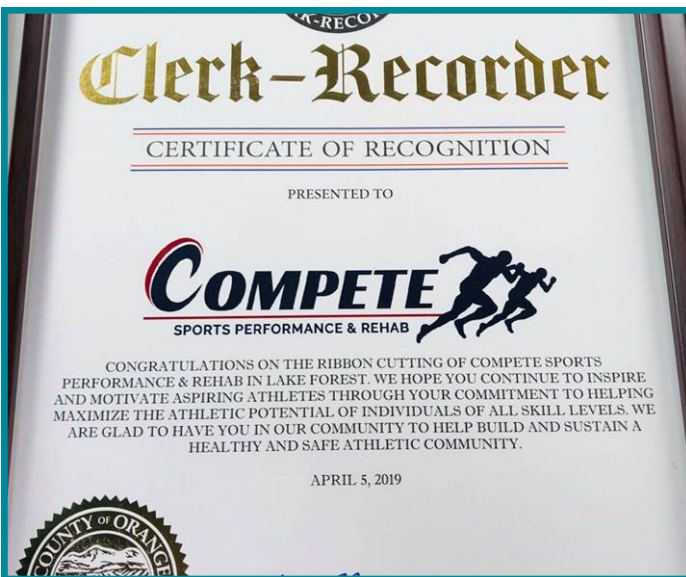 Clerk-Recorder
CERTIFICATE OF RECOGNITION
PRESENTED TO
COMPETE
SPORTS PERFORMANCE & REHAB
CONGRATULATIONS ON THE RIBBON CUTTING OF COMPETE SPORTS
PERFORMANCE & REHAB IN LAKE FOREST. WE HOPE YOU CONTINUE TO INSPIRE
AND MOTIVATE ASPIRING ATHLETES THROUGH YOUR COMMITMENT TO HELPING
MAXIMIZE THE ATHLETIC POTENTIAL OF INDIVIDUALS OF ALL SKILL LEVELS. WE
ARE GLAD TO HAVE YOU IN OUR COMMUNITY TO HELP BUILD AND SUSTAIN A
HEALTHY AND SAFE ATHLETIC COMMUNITY.
APRIL 5, 2019
COUNTY OF ORANGE